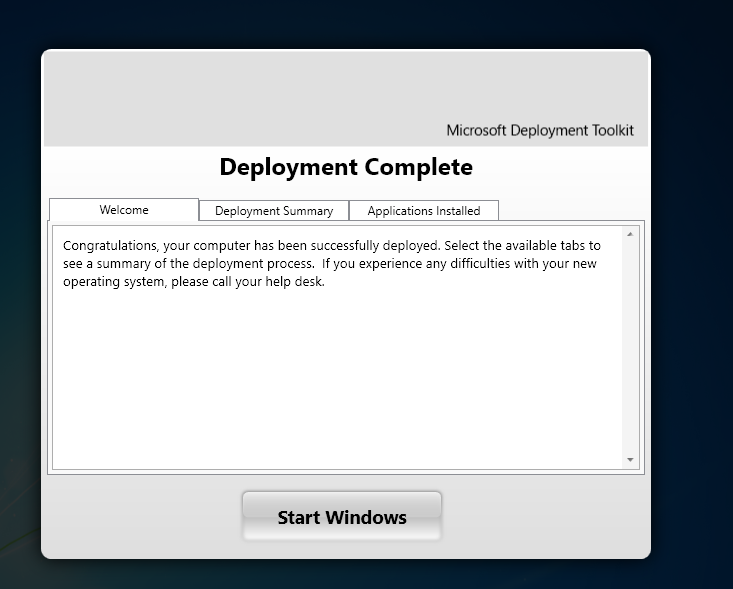 Microsoft Deployment Toolkit
Deployment Complete
Welcome
Deployment Summary
Applications Installed
Congratulations, your computer has been successfully deployed. Select the available tabs to
see a summary of the deployment process.  If you experience any difficulties with your new
operating system, please call your help desk.
Start Windows